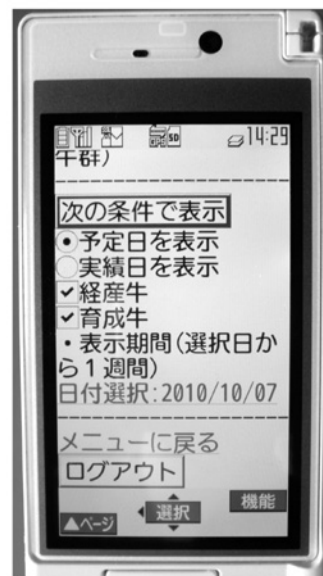 SD 14:29
牛群）
次の条件で表示
予定日を表示
実績日を表示
経産牛
育成牛
・表示期間（選択日か
ら１週間）
日付選択:2010/10/07
メニューに戻る
ログアウト
機能
選択
▲ページ